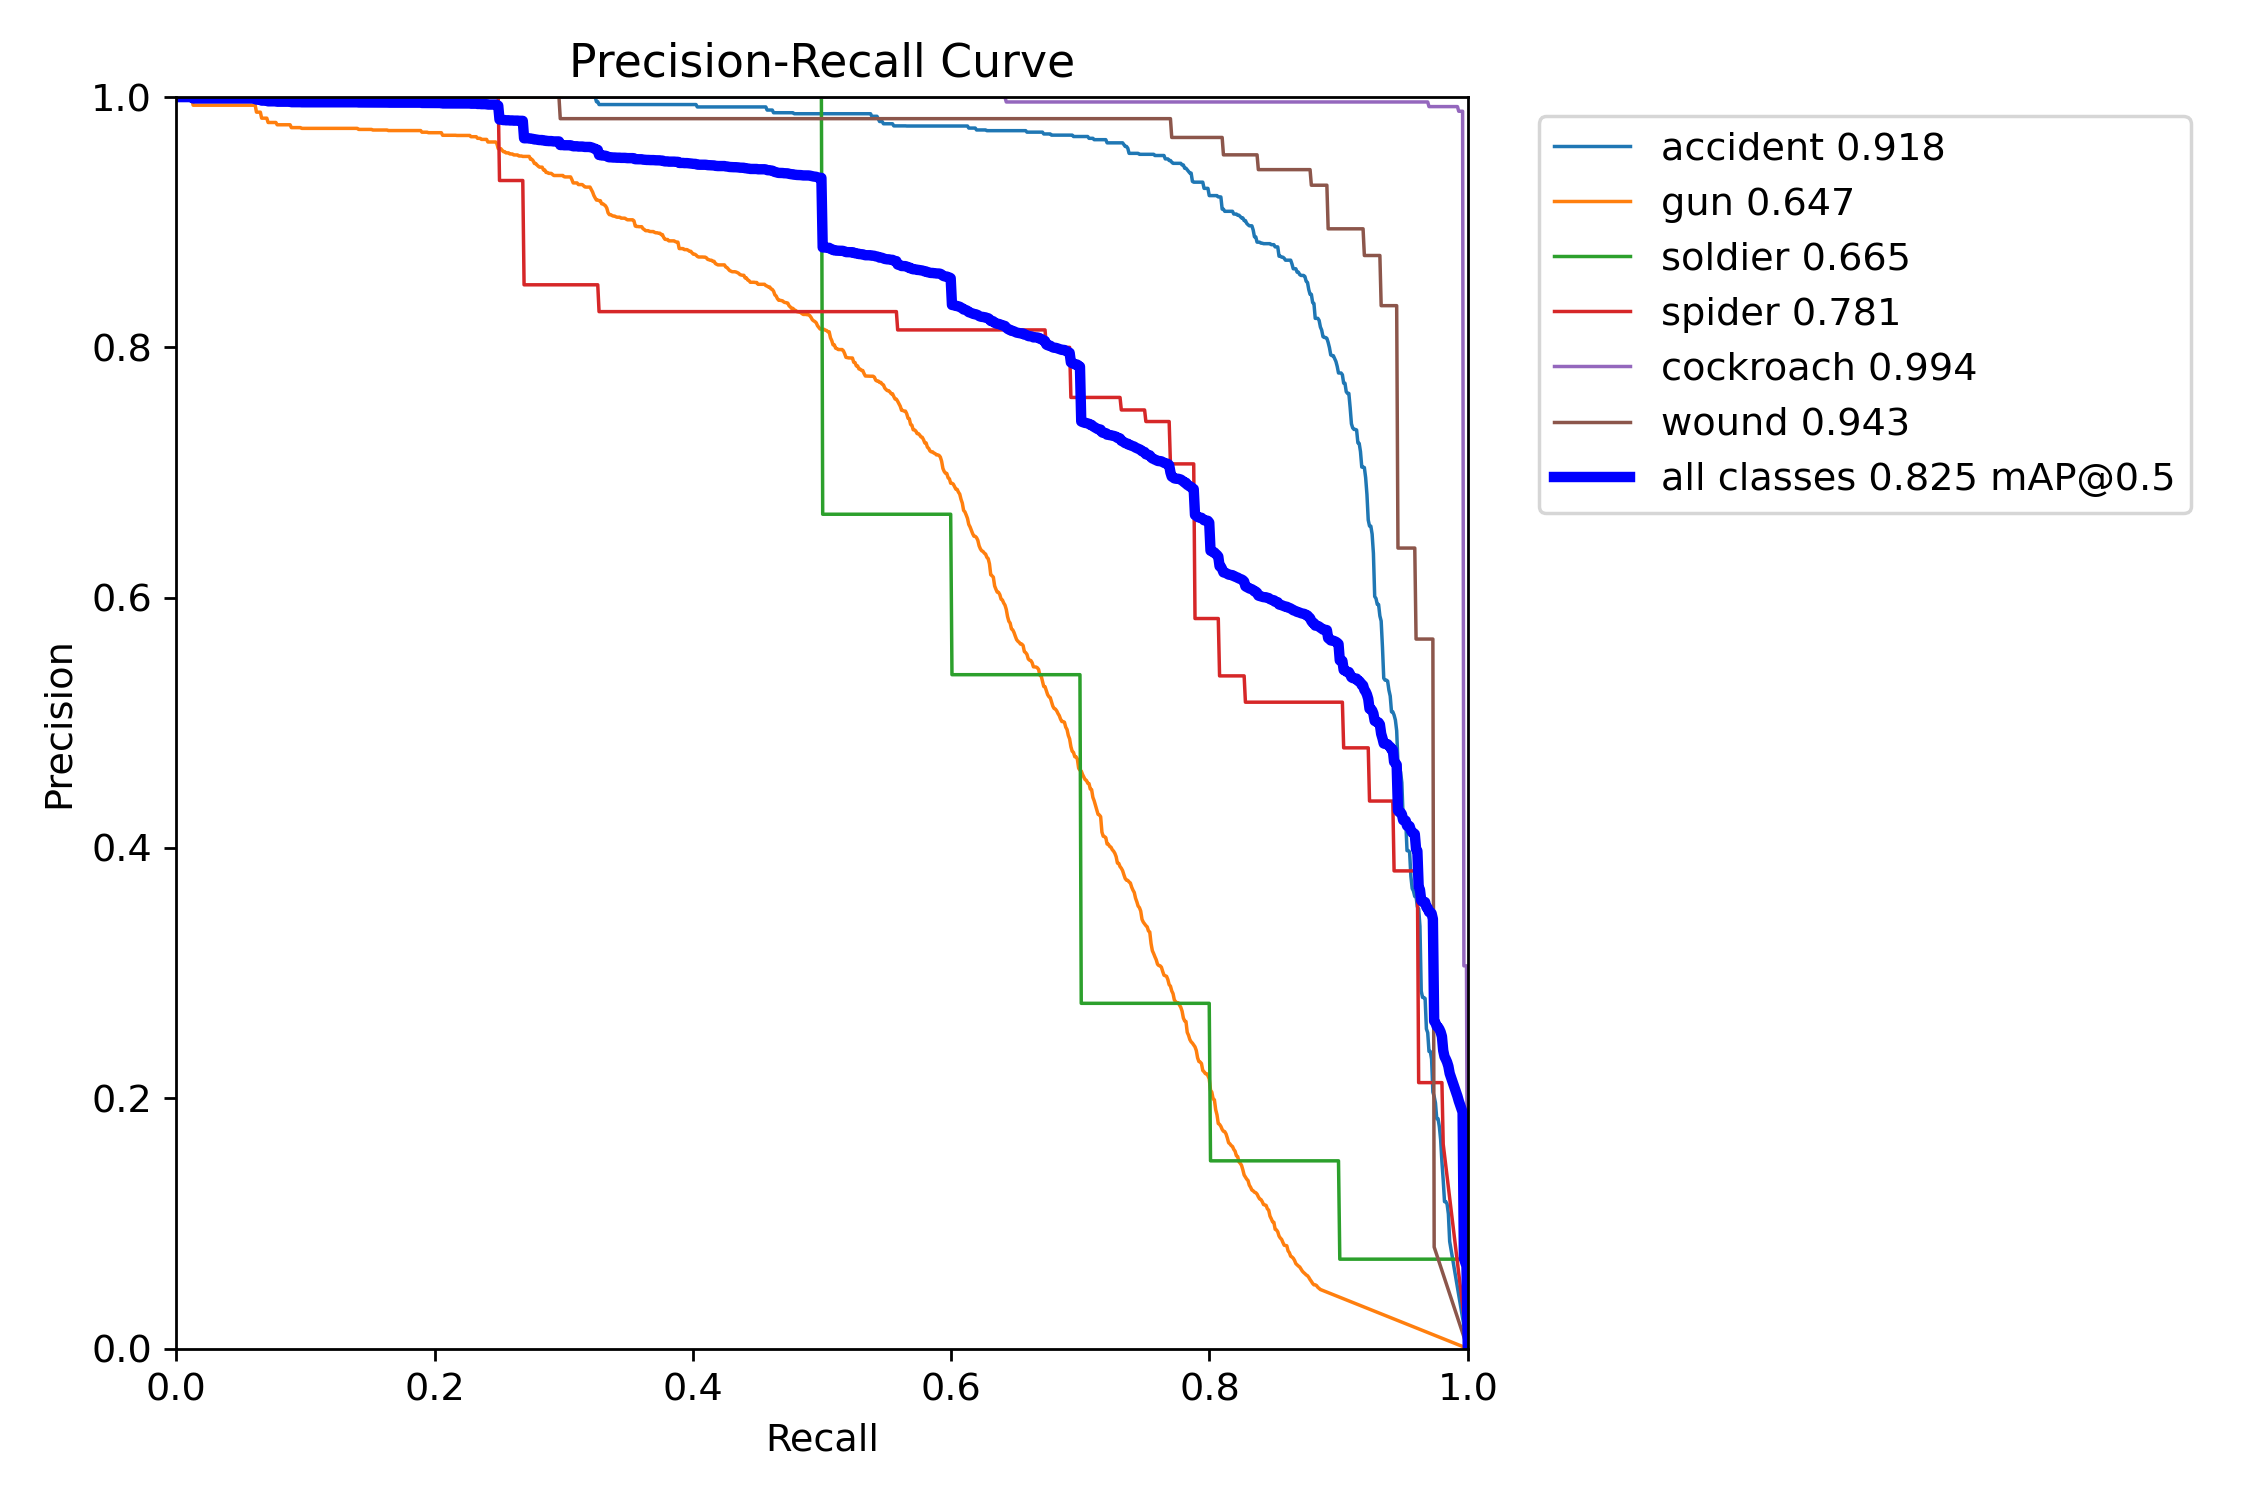 Precision-Recall Curve
1.0
0.8
0.6
0.4
0.2
0.0
Precision
0.0 0.2 0.4 0.6 0.8 1.0
Recall
accident 0.918
gun 0.647
soldier 0.665
spider 0.781
cockroach 0.994
wound 0.943
all classes 0.825 mAP@0.5